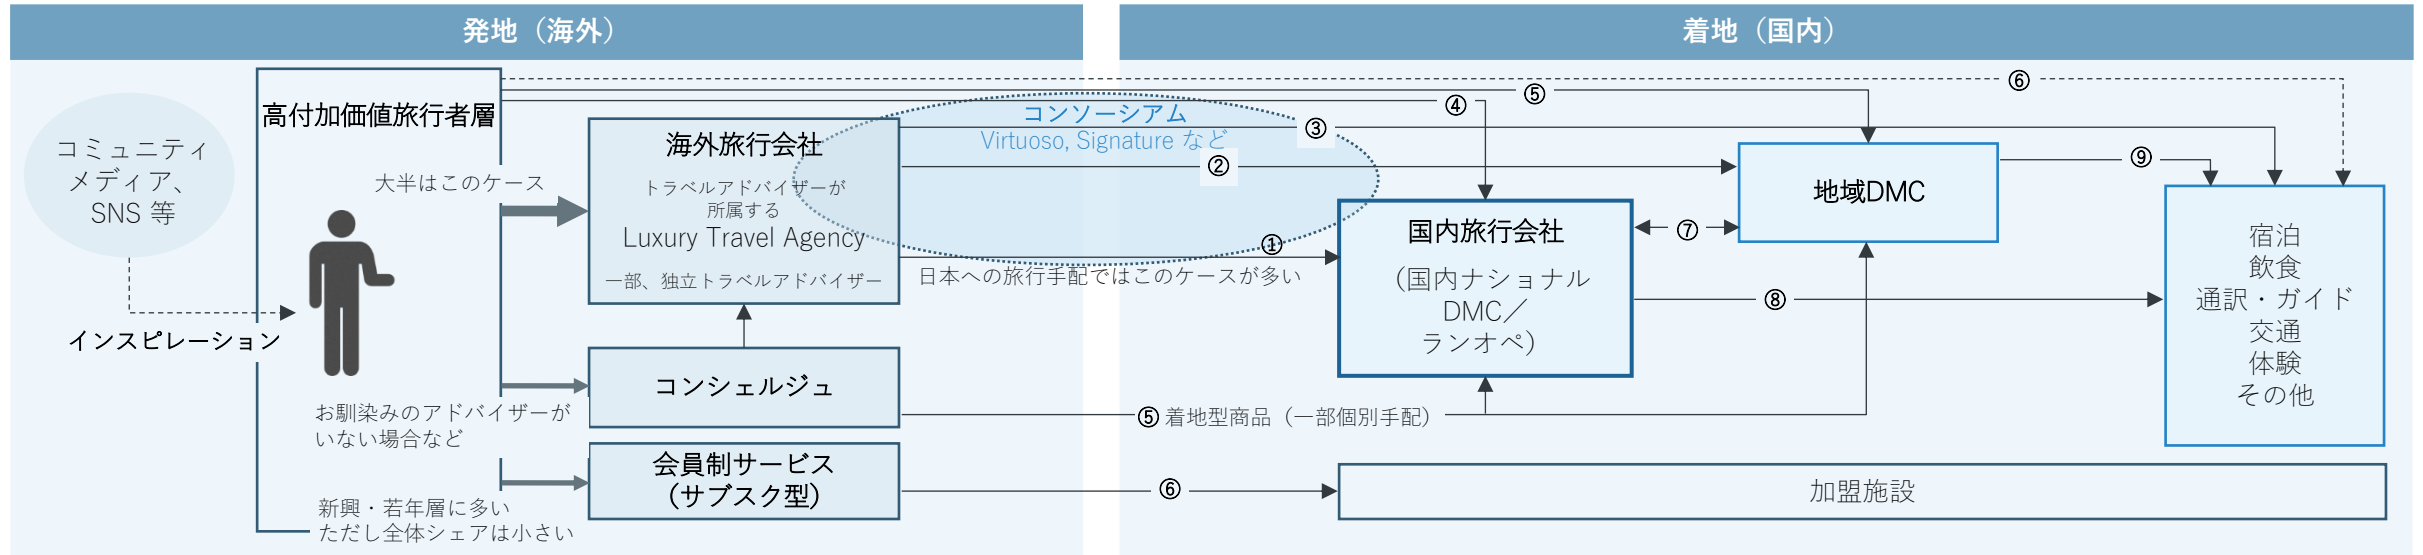 発地（海外）
着地（国内）
コミュニティ
メディア、
SNS 等
インスピレーション
高付加価値旅行者層
大半はこのケース
お馴染みのアドバイザーが
いない場合など
新興・若年層に多い
ただし全体シェアは小さい
海外旅行会社
トラベルアドバイザーが
所属する
Luxury Travel Agency
一部、独立トラベルアドバイザー
コンシェルジュ
会員制サービス
（サブスク型）
コンソーシアム
Virtuoso, Signature など
⑥
⑤
④
③
②
①
日本への旅行手配ではこのケースが多い
国内旅行会社
（国内ナショナル
DMC／
ランオペ）
⑦
地域DMC
⑨
⑧
宿泊
飲食
通訳・ガイド
交通
体験
その他
⑤ 着地型商品（一部個別手配）
⑥
加盟施設